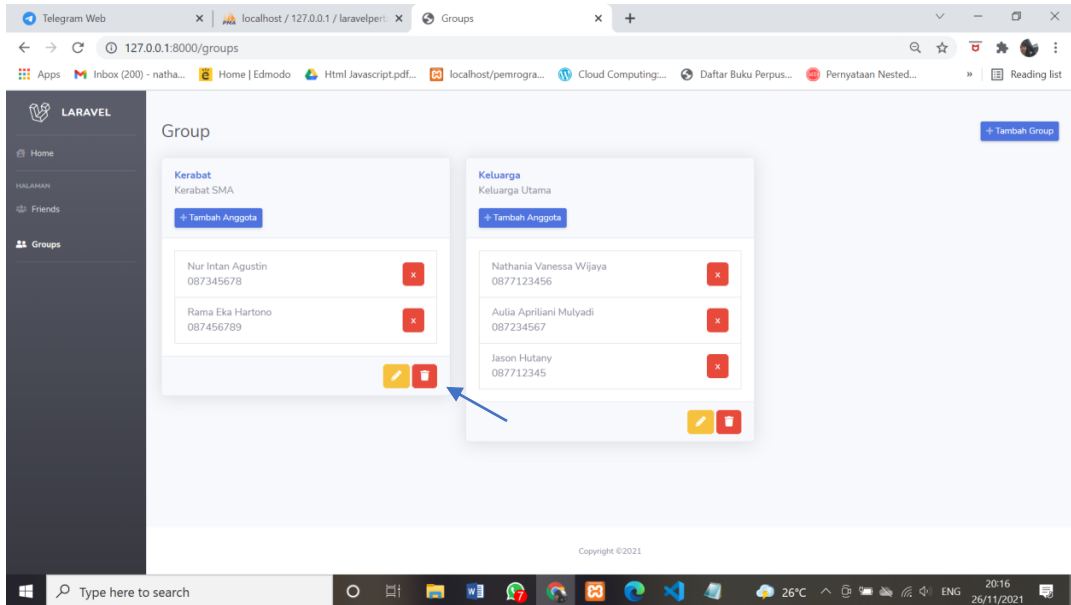 Telegram Web
localhost / 127.0.0.1 / laravelpert
Groups
127.0.0.1:8000/groups
Apps
Inbox (200) - natha...
Home | Edmodo
Html Javascript.pdf...
localhost/pemrogra...
Cloud Computing:...
Daftar Buku Perpus...
Pernyataan Nested...
»
Reading list
LARAVEL
Home
HALAMAN
Friends
Groups
Group
+ Tambah Group
Kerabat
Kerabat SMA
+ Tambah Anggota
Nur Intan Agustin
087345678
x
Rama Eka Hartono
087456789
x
Keluarga
Keluarga Utama
+ Tambah Anggota
Nathania Vanessa Wijaya
0877123456
x
Aulia Apriliani Mulyadi
087234567
x
Jason Hutany
087712345
x
Copyright ©2021
Type here to search
7
26°C
ENG
20:16
26/11/2021